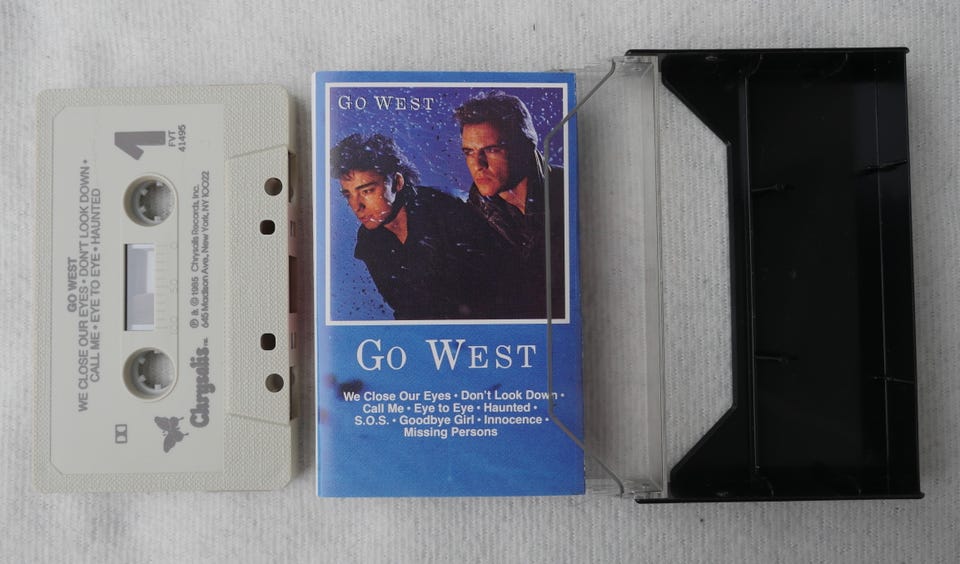 1
FVT
41495
GO WEST
WE CLOSE OUR EYES • DON'T LOOK DOWN •
CALL ME • EYE TO EYE • HAUNTED
℗ & © 1985 Chrysalis Records, Inc.
645 Madison Ave., New York, NY 10022
Chrysalis
GO WEST
GO WEST
We Close Our Eyes • Don't Look Down •
Call Me • Eye to Eye • Haunted •
S.O.S. • Goodbye Girl • Innocence •
Missing Persons